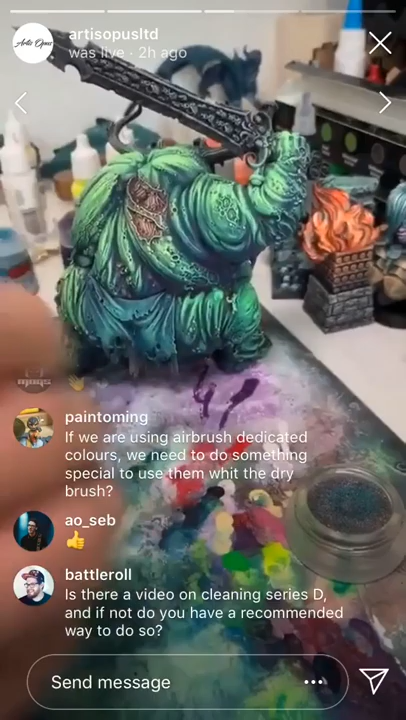 Artis Opus
artisopusltd
was live · 2h ago
paintoming
If we are using airbrush dedicated
colours, we need to do something
special to use them whit the dry
brush?
ao_seb
👍
battleroll
Is there a video on cleaning series D,
and if not do you have a recommended
way to do so?
Send message